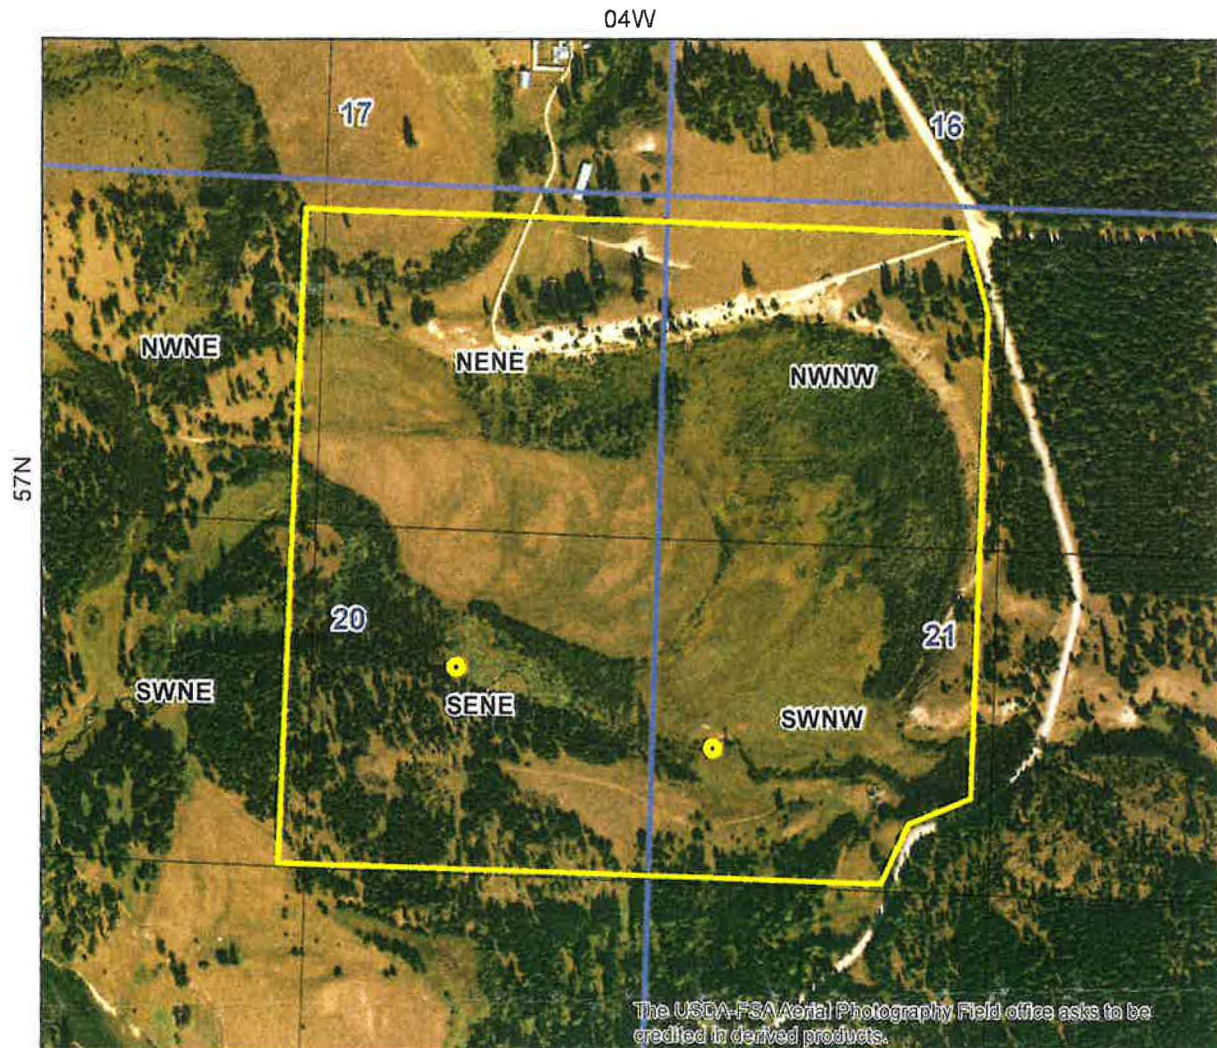 04W
17
16
NWNE
NENE
NWNW
57N
20
21
SWNE
SENE
SWNW
The USDA-FSA Aerial Photography Field office asks to be
credited in derived products.